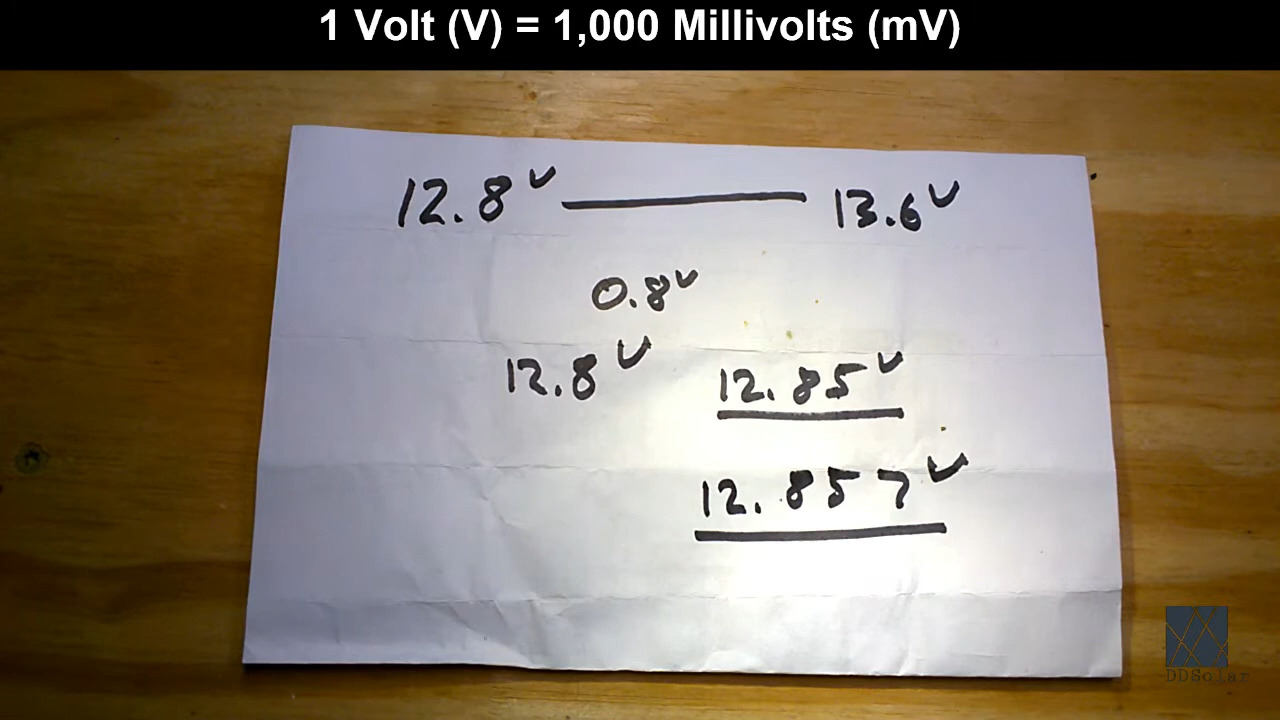 1 Volt (V) = 1,000 Millivolts (mV)
12.8V — 13.6V
0.8V
12.8V 12.85V
12.857V
DDSolar